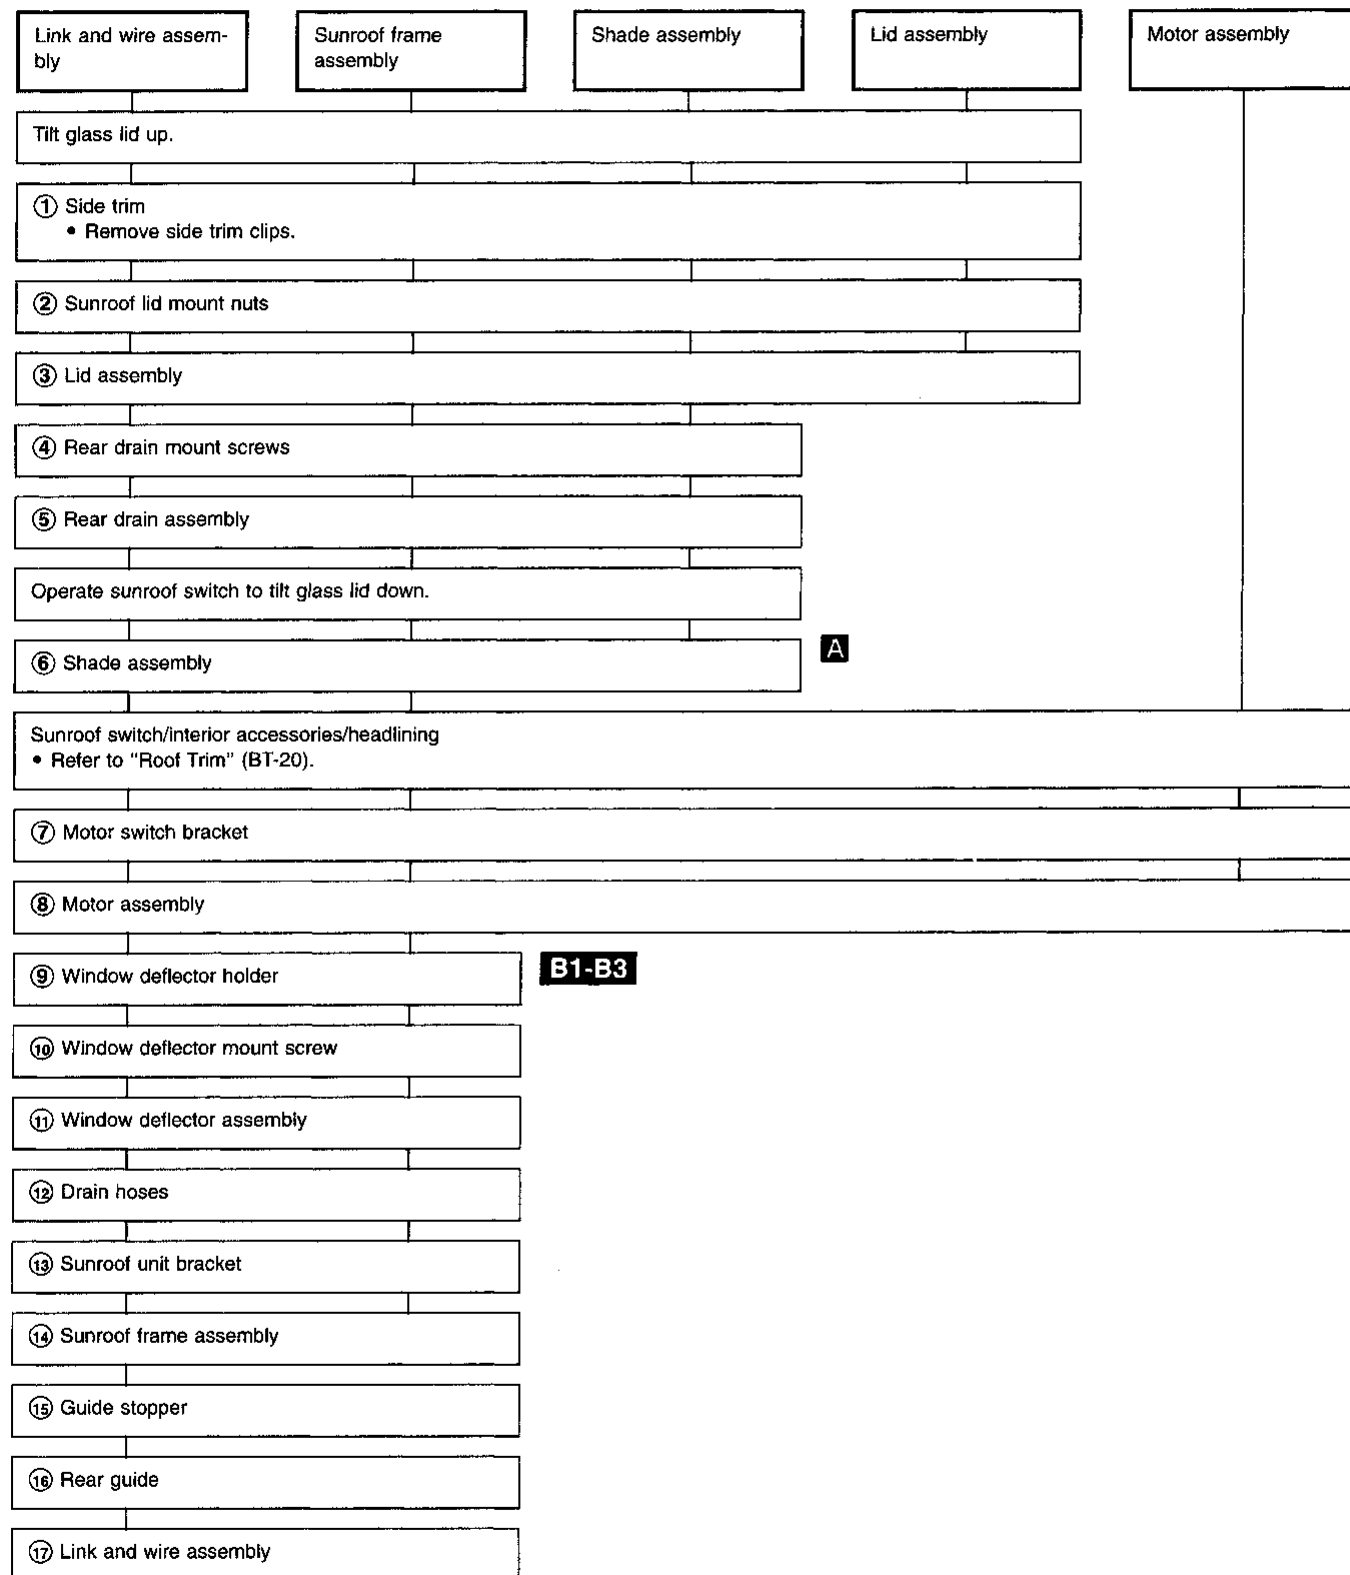 Link and wire assem-
bly
Sunroof frame
assembly
Shade assembly
Lid assembly
Motor assembly
Tilt glass lid up.
① Side trim
• Remove side trim clips.
② Sunroof lid mount nuts
③ Lid assembly
④ Rear drain mount screws
⑤ Rear drain assembly
Operate sunroof switch to tilt glass lid down.
⑥ Shade assembly
A
Sunroof switch/interior accessories/headlining
• Refer to “Roof Trim” (BT-20).
⑦ Motor switch bracket
⑧ Motor assembly
⑨ Window deflector holder
B1-B3
⑩ Window deflector mount screw
⑪ Window deflector assembly
⑫ Drain hoses
⑬ Sunroof unit bracket
⑭ Sunroof frame assembly
⑮ Guide stopper
⑯ Rear guide
⑰ Link and wire assembly